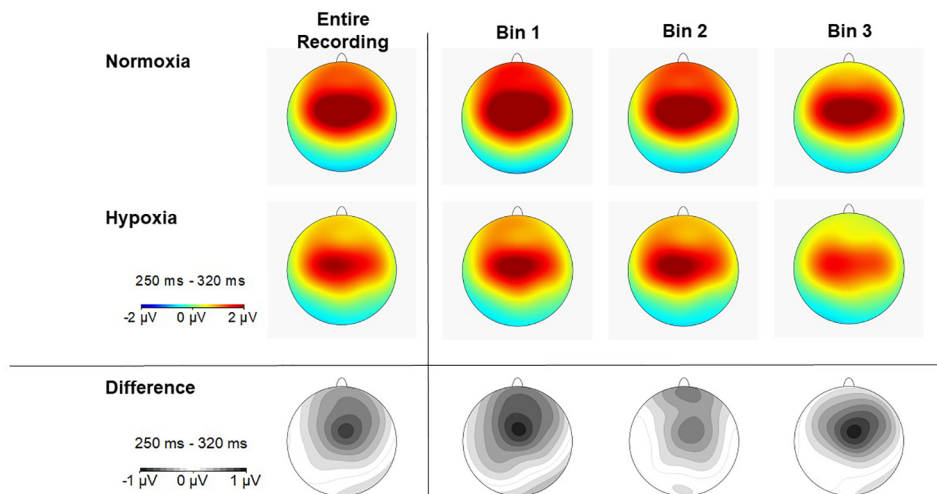 Entire
Recording
Bin 1
Bin 2
Bin 3
Normoxia
Hypoxia
250 ms - 320 ms
-2 µV 0 µV 2 µV
Difference
250 ms - 320 ms
-1 µV 0 µV 1 µV